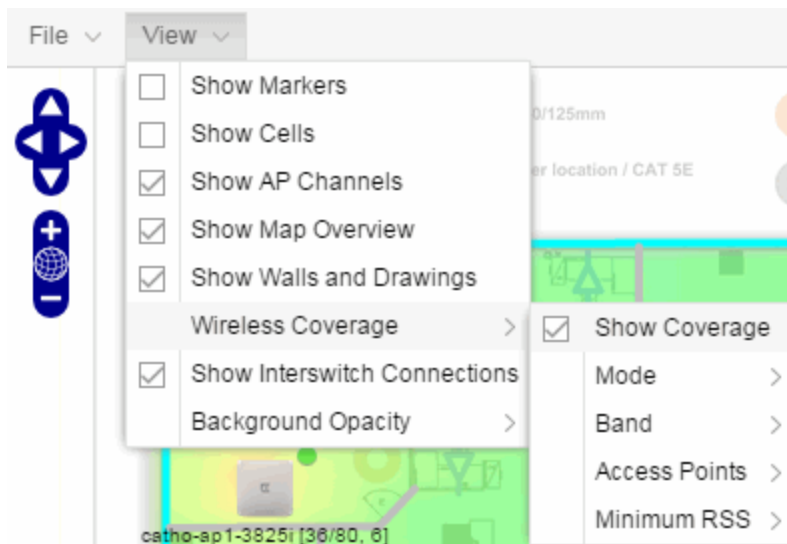 File View
Show Markers
Show Cells
0/125mm
Show AP Channels
er location / CAT 5E
Show Map Overview
Show Walls and Drawings
Wireless Coverage
Show Coverage
Show Interswitch Connections
Mode
Background Opacity
Band
Access Points
Minimum RSS
catho-ap1-3825i [36/80, 6]